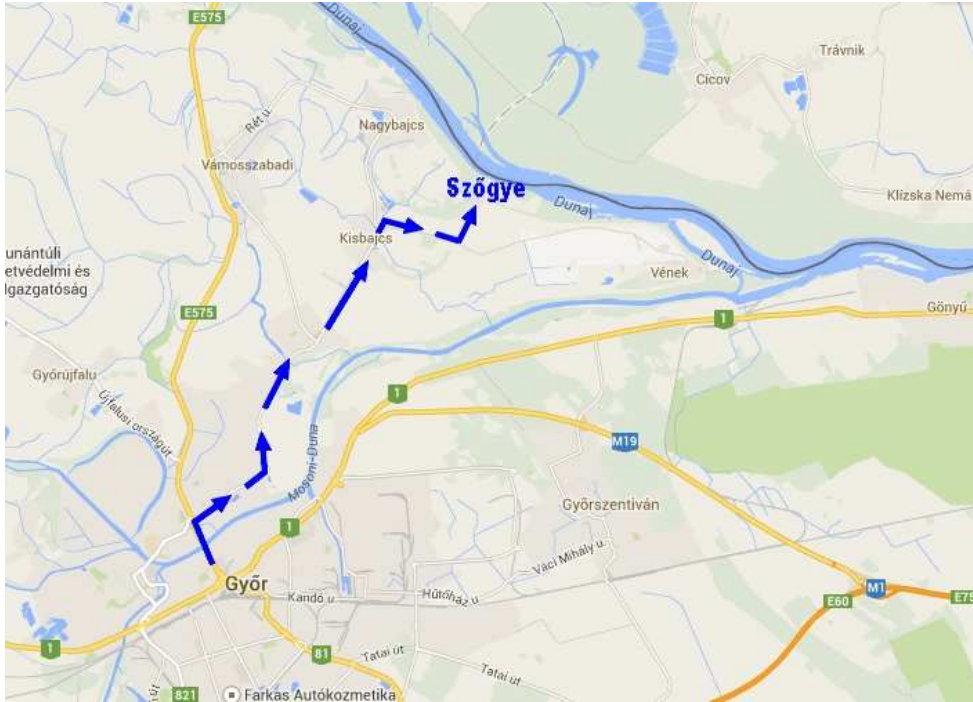 E575
Dunaj
Trávnik
Čícov
Rét u.
Nagybajcs
Vámosszabadi
Szőgye
Dunaj
Klížska Nemá
Kisbajcs
unántúli
etvédelmi és
lgazgatóság
Dunaj
Vének
E575
Gönyű
1
Győrújfalu
1
Újfalusi országút
M19
Mosoni-Duna
Győrszentiván
1
Váci Mihály u.
Győr
Kandó u
Hűtőház u
M1
E60
E75
1
81
Tatai út
Tatai út
821
Farkas Autókozmetika